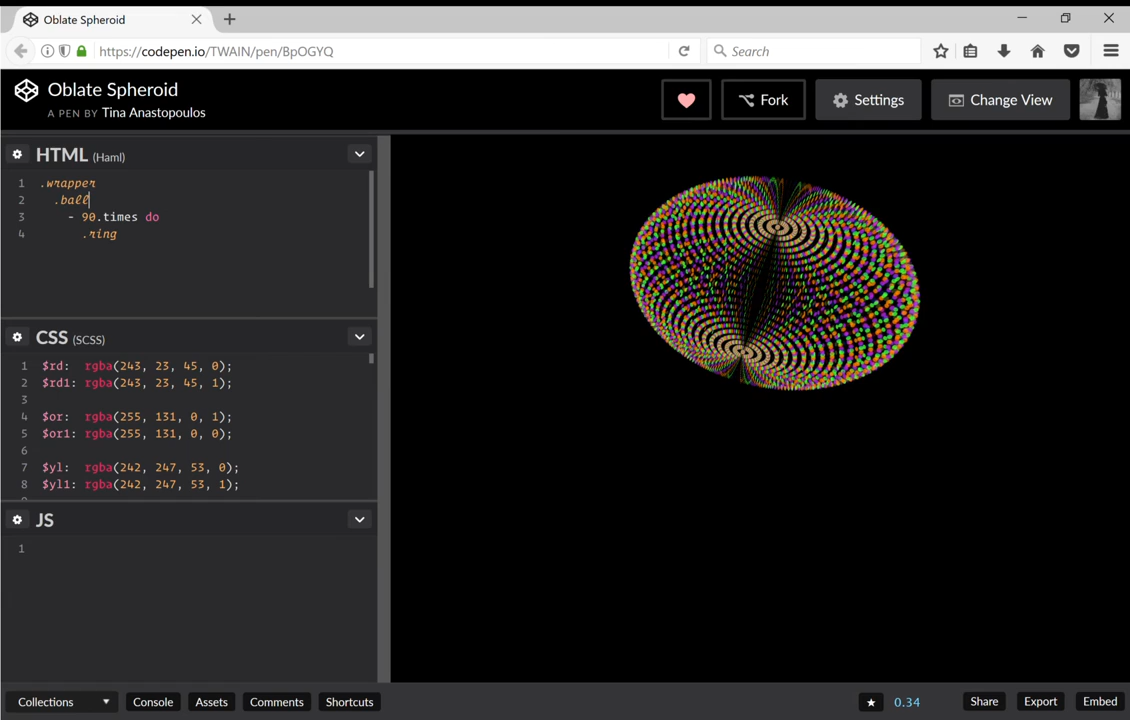 Oblate Spheroid
https://codepen.io/TWAIN/pen/BpOGYQ
Search
Oblate Spheroid
A PEN BY Tina Anastopoulos
Fork
Settings
Change View
HTML (Haml)
1 .wrapper
2 .ball
3 - 90.times do
4 .ring
CSS (SCSS)
1 $rd: rgba(243, 23, 45, 0);
2 $rd1: rgba(243, 23, 45, 1);
3
4 $or: rgba(255, 131, 0, 1);
5 $or1: rgba(255, 131, 0, 0);
6
7 $yl: rgba(242, 247, 53, 0);
8 $yl1: rgba(242, 247, 53, 1);
JS
1
Collections Console Assets Comments Shortcuts 0.34 Share Export Embed